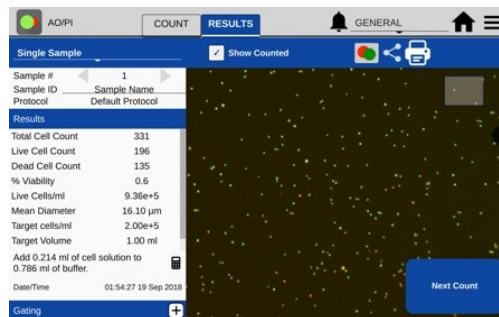 AO/PI
COUNT
RESULTS
GENERAL
Single Sample
Show Counted
Sample # 1
Sample ID Sample Name
Protocol Default Protocol
Results
Total Cell Count 331
Live Cell Count 196
Dead Cell Count 135
% Viability 0.6
Live Cells/ml 9.36e+5
Mean Diameter 16.10 µm
Target cells/ml 2.00e+5
Target Volume 1.00 ml
Add 0.214 ml of cell solution to
0.786 ml of buffer.
Date/Time 01:54:27 19 Sep 2018
Gating
Next Count